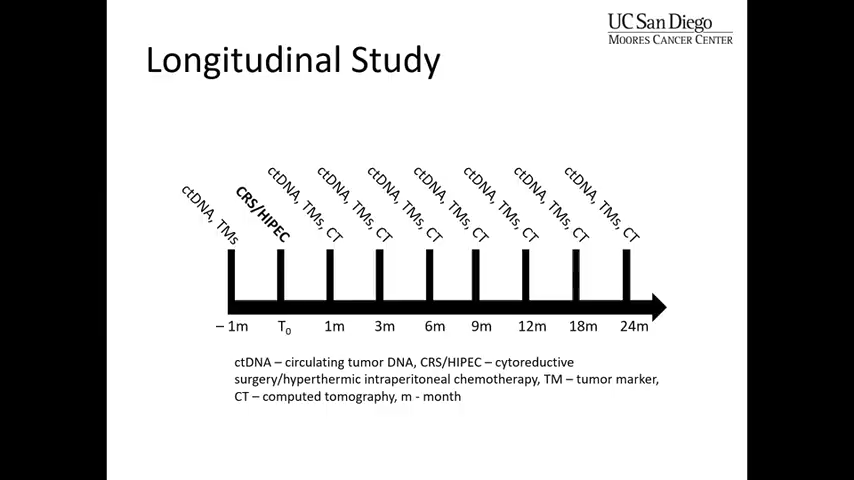 UC San Diego
MOORES CANCER CENTER
Longitudinal Study
ctDNA, TMs
CRS/HIPEC
ctDNA, TMs, CT
ctDNA, TMs, CT
ctDNA, TMs, CT
ctDNA, TMs, CT
ctDNA, TMs, CT
ctDNA, TMs, CT
ctDNA, TMs, CT
– 1m T₀ 1m 3m 6m 9m 12m 18m 24m
ctDNA – circulating tumor DNA, CRS/HIPEC – cytoreductive
surgery/hyperthermic intraperitoneal chemotherapy, TM – tumor marker,
CT – computed tomography, m - month